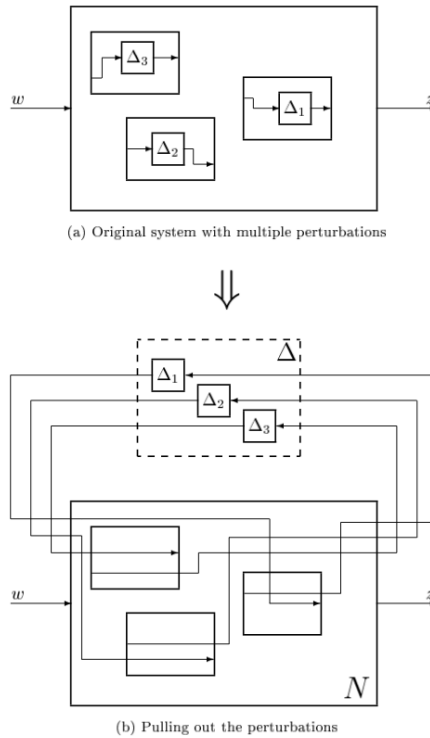 Δ₃
w
z
Δ₁
Δ₂
(a) Original system with multiple perturbations
⇓
Δ
Δ₁
Δ₂
Δ₃
w
z
N
(b) Pulling out the perturbations